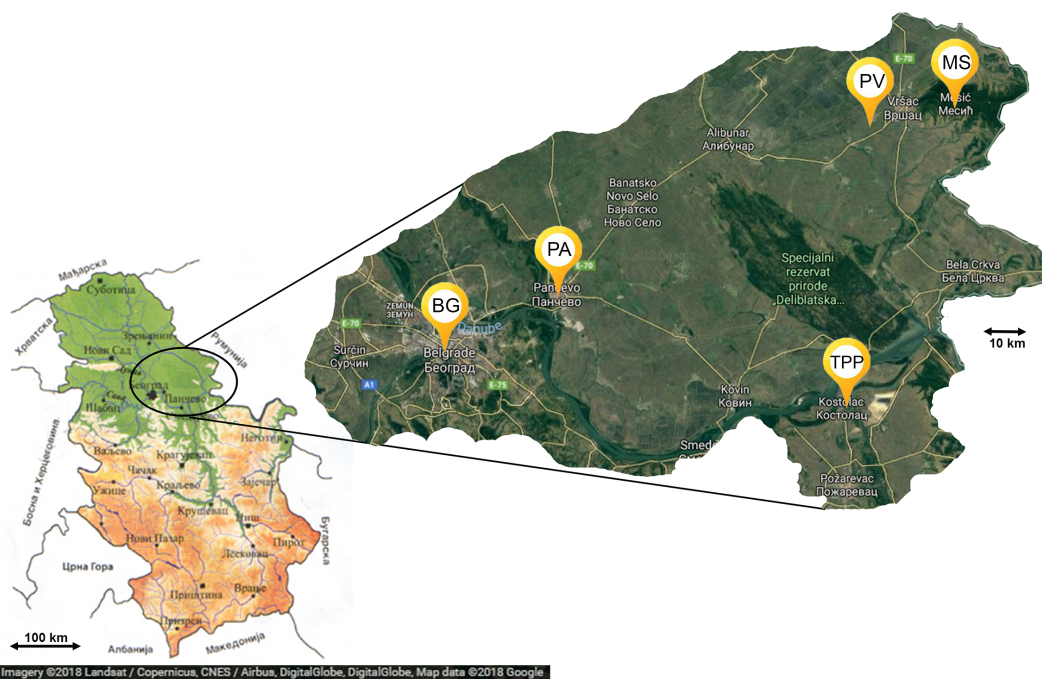 MS
PV
E-70
Vršac
Вршац
Mesić
Месић
Alibunar
Алибунар
Banatsko
Novo Selo
Банатско
Ново Село
PA
E-70
Pančevo
Панчево
Specijalni
rezervat
prirode
„Deliblatska...
Bela Crkva
Бела Црква
10 km
BG
ZEMUN
ЗЕМУН
E-70
Danube
Surčin
Сурчин
Belgrade
Београд
A1
E-75
TPP
Kostolac
Костолац
Kovin
Ковин
Smed
Požarevac
Пожаревац
Мађарска
Суботица
Хрватска
Зрењанин
Нови Сад
Румунија
Београд
Панчево
Сава
Шабац
Босна и Херцеговина
Ваљево
Неготин
Крагујевац
Чачак
Ужице
Краљево
Зајечар
Крушевац
Ниш
Бугарска
Нови Пазар
Пирот
Лесковац
Црна Гора
Приштина
Врање
Призрен
100 km
Албанија
Македонија
Imagery ©2018 Landsat / Copernicus, CNES / Airbus, DigitalGlobe, DigitalGlobe, Map data ©2018 Google